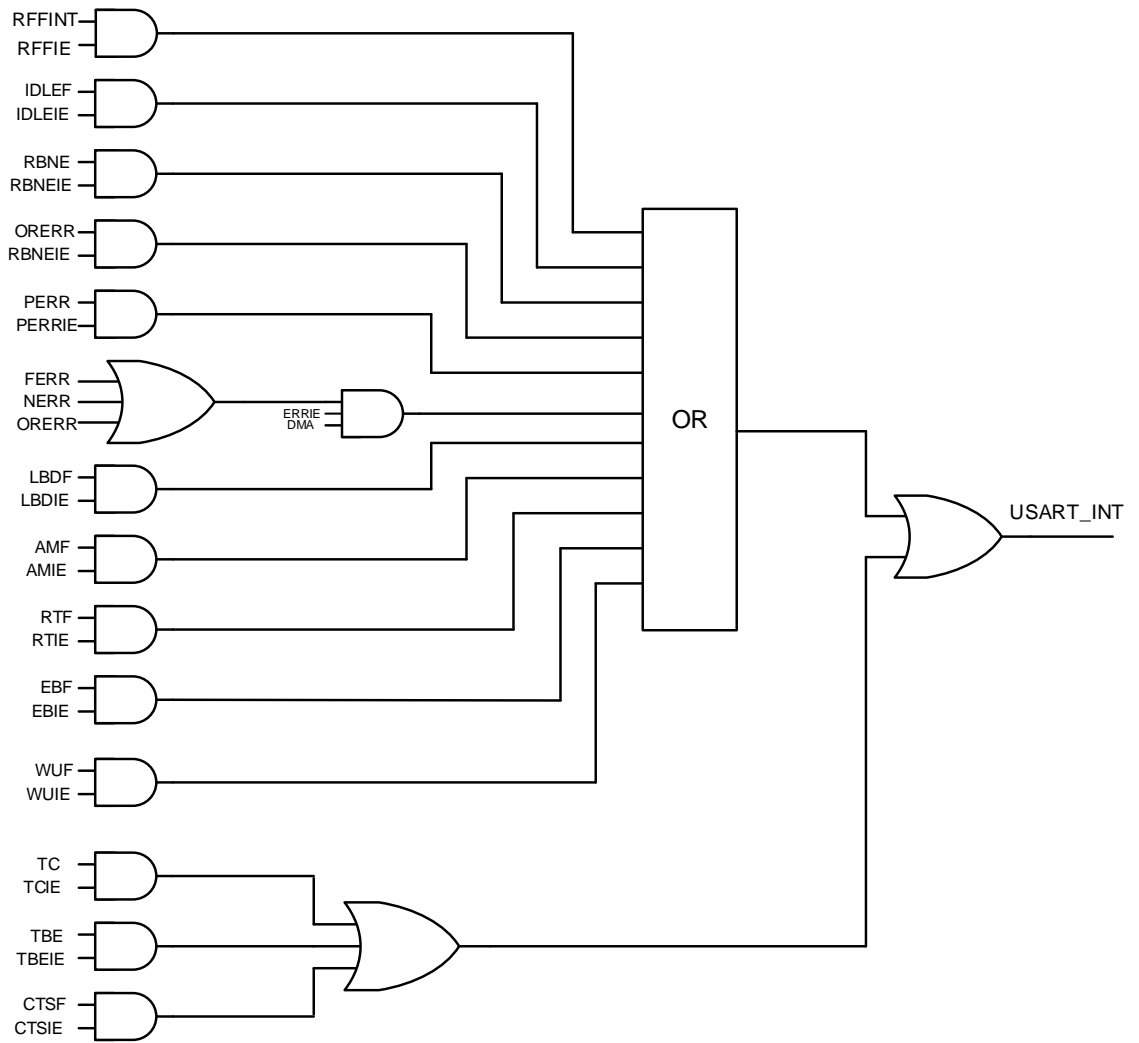 RFFINT
RFFIE
IDLEF
IDLEIE
RBNE
RBNEIE
ORERR
RBNEIE
PERR
PERRIE
FERR
NERR
ORERR
ERRIE
DMA
OR
LBDF
LBDIE
USART_INT
AMF
AMIE
RTF
RTIE
EBF
EBIE
WUF
WUIE
TC
TCIE
TBE
TBEIE
CTSF
CTSIE